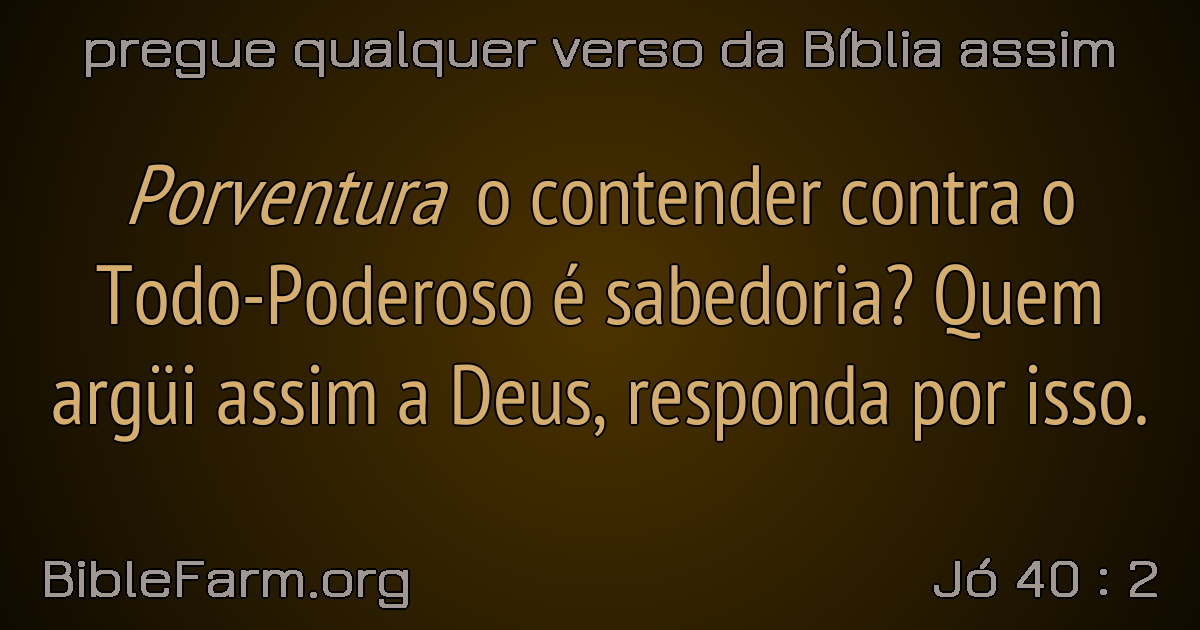 pregue qualquer verso da Bíblia assim
Porventura o contender contra o
Todo-Poderoso é sabedoria? Quem
argüi assim a Deus, responda por isso.
BibleFarm.org
Jó 40 : 2